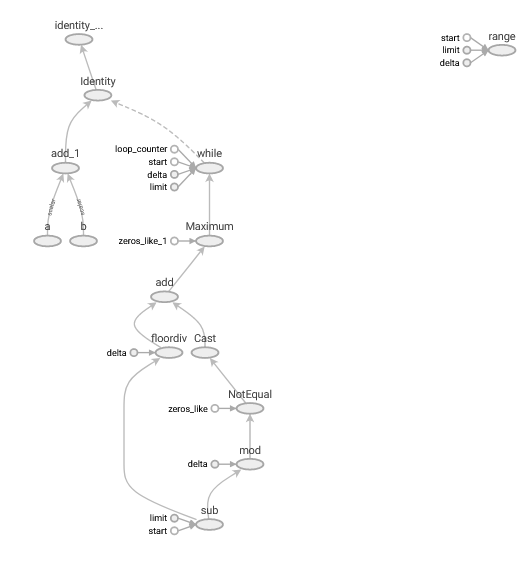 identity_...
start
range
limit
delta
Identity
add_1
loop_counter
start
while
delta
limit
scalar
scalar
a
b
Maximum
zeros_like_1
add
floordiv
Cast
delta
NotEqual
zeros_like
mod
delta
limit
sub
start